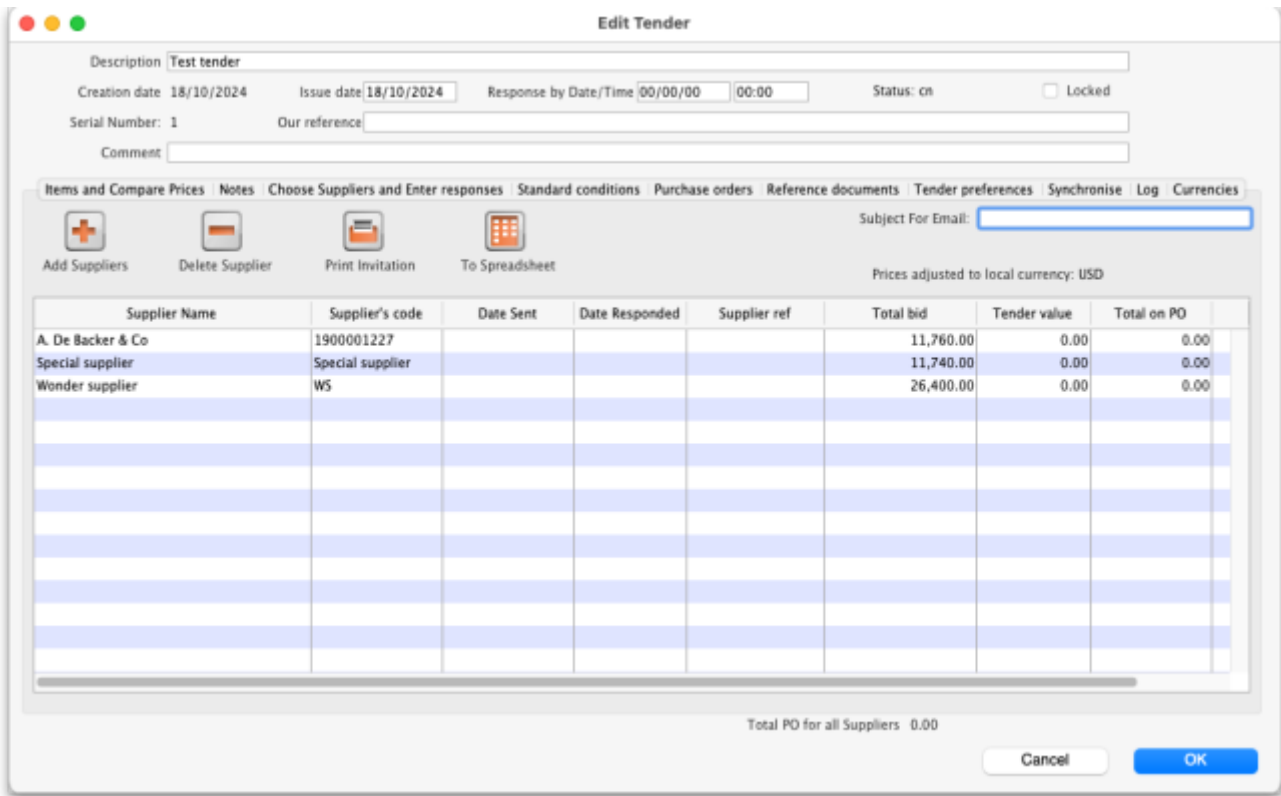 Edit Tender
Description Test tender
Creation date 18/10/2024 Issue date 18/10/2024 Response by Date/Time 00/00/00 00:00 Status: cn Locked
Serial Number: 1 Our reference
Comment
Items and Compare Prices Notes Choose Suppliers and Enter responses Standard conditions Purchase orders Reference documents Tender preferences Synchronise Log Currencies
Subject For Email:
Add Suppliers Delete Supplier Print Invitation To Spreadsheet
Prices adjusted to local currency: USD
Supplier Name Supplier's code Date Sent Date Responded Supplier ref Total bid Tender value Total on PO
A. De Backer & Co 1900001227 11,760.00 0.00 0.00
Special supplier Special supplier 11,740.00 0.00 0.00
Wonder supplier WS 26,400.00 0.00 0.00
Total PO for all Suppliers 0.00
Cancel OK